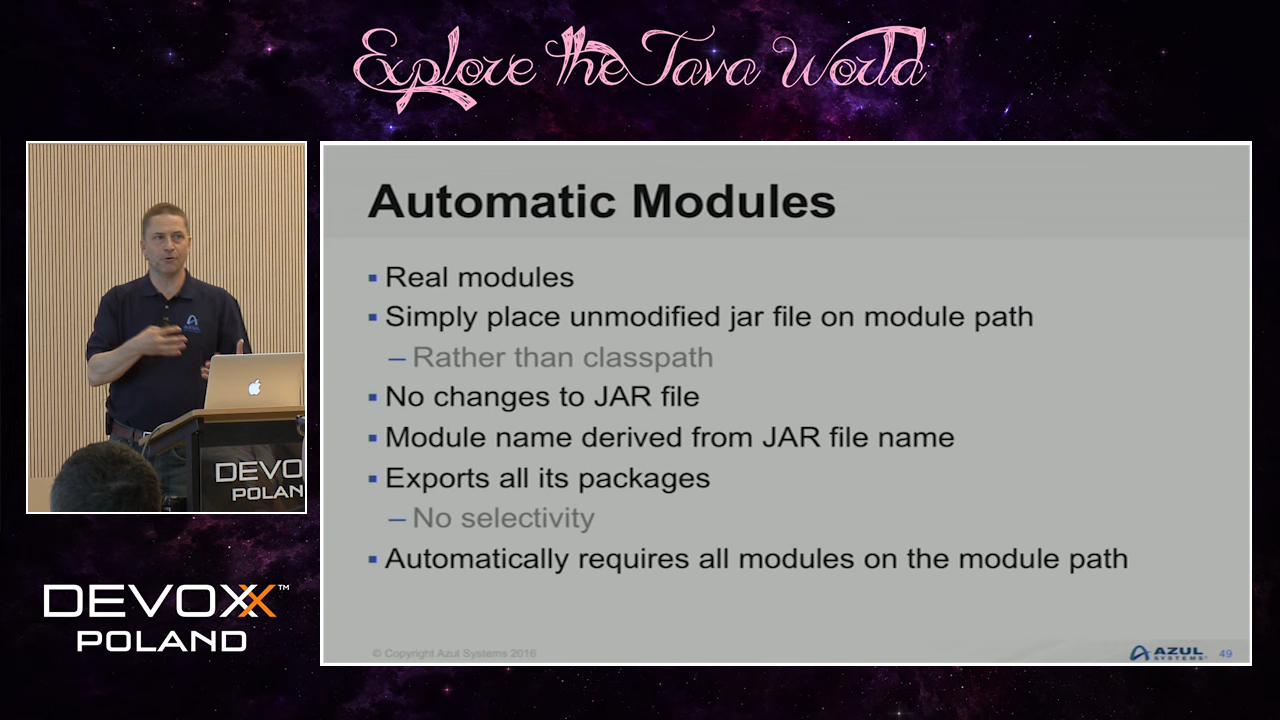 Explore the Java World
Automatic Modules
▪ Real modules
▪ Simply place unmodified jar file on module path
– Rather than classpath
▪ No changes to JAR file
▪ Module name derived from JAR file name
▪ Exports all its packages
– No selectivity
▪ Automatically requires all modules on the module path
© Copyright Azul Systems 2016
AZUL
SYSTEMS
49
AZUL
DEVO
POLAN
DEVOXX™
POLAND